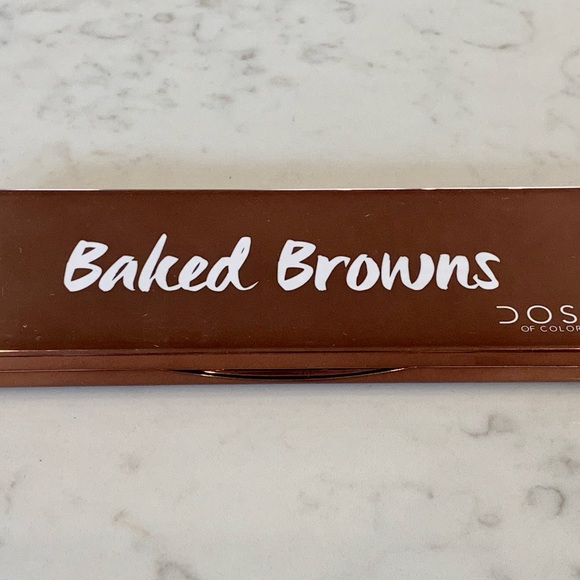 Baked Browns
DOS
OF COLOR